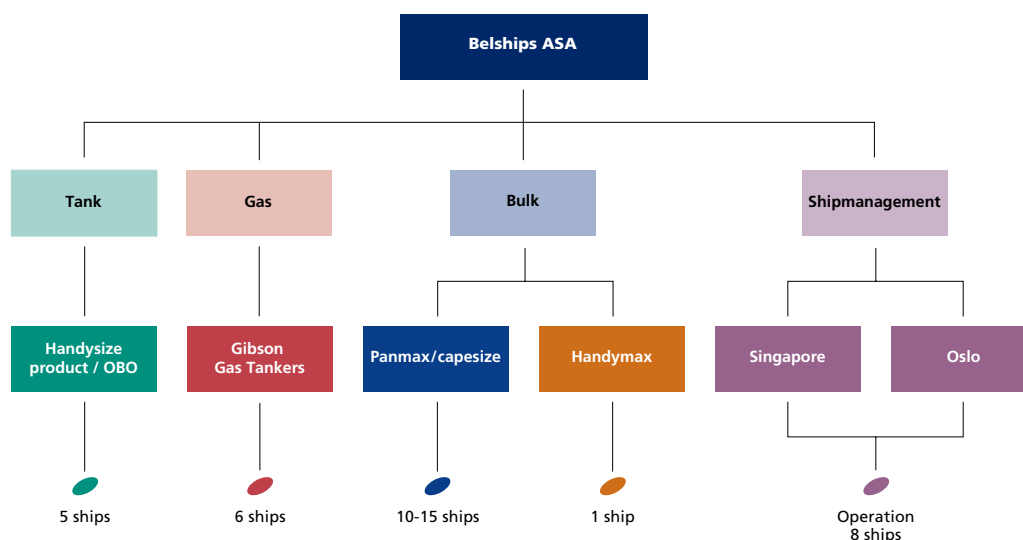 Belships ASA
Tank
Gas
Bulk
Shipmanagement
Handysize
product / OBO
Gibson
Gas Tankers
Panmax/capesize
Handymax
Singapore
Oslo
5 ships
6 ships
10-15 ships
1 ship
Operation
8 ships